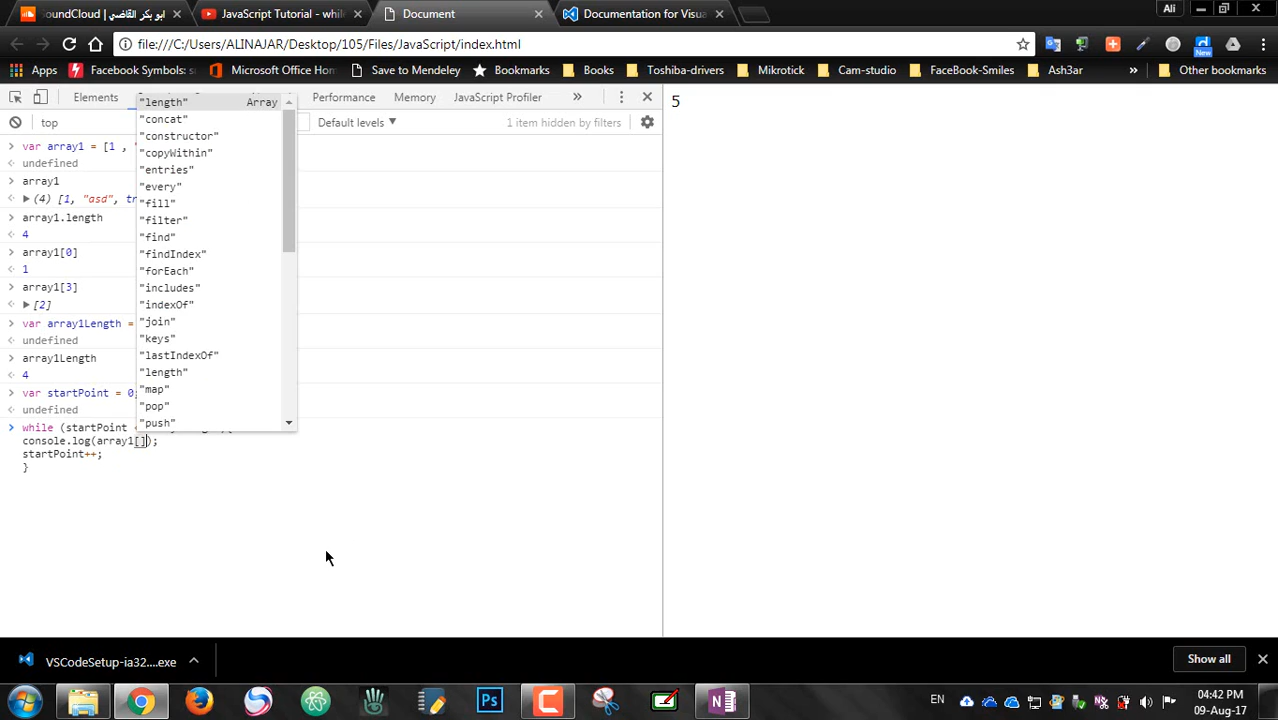 SoundCloud | ابو بكر القاضي
JavaScript Tutorial - whil
Document
Documentation for Visua
Ali
file:///C:/Users/ALINAJAR/Desktop/105/Files/JavaScript/index.html
New
Apps
Facebook Symbols: s
Microsoft Office Hom
Save to Mendeley
Bookmarks
Books
Toshiba-drivers
Mikrotick
Cam-studio
FaceBook-Smiles
Ash3ar
»
Other bookmarks
Elements
Performance
Memory
JavaScript Profiler
»
top
Default levels ▼
1 item hidden by filters
> var array1 = [1 , "
undefined
> array1
(4) [1, "asd", tr
> array1.length
4
> array1[0]
1
> array1[3]
[2]
> var array1Length =
undefined
> array1Length
4
> var startPoint = 0;
undefined
> while (startPoint
console.log(array1[]);
startPoint++;
}
"length" Array
"concat"
"constructor"
"copyWithin"
"entries"
"every"
"fill"
"filter"
"find"
"findIndex"
"forEach"
"includes"
"indexOf"
"join"
"keys"
"lastIndexOf"
"length"
"map"
"pop"
"push"
5
VSCodeSetup-ia32....exe
Show all
Ps
N
EN
04:42 PM
09-Aug-17